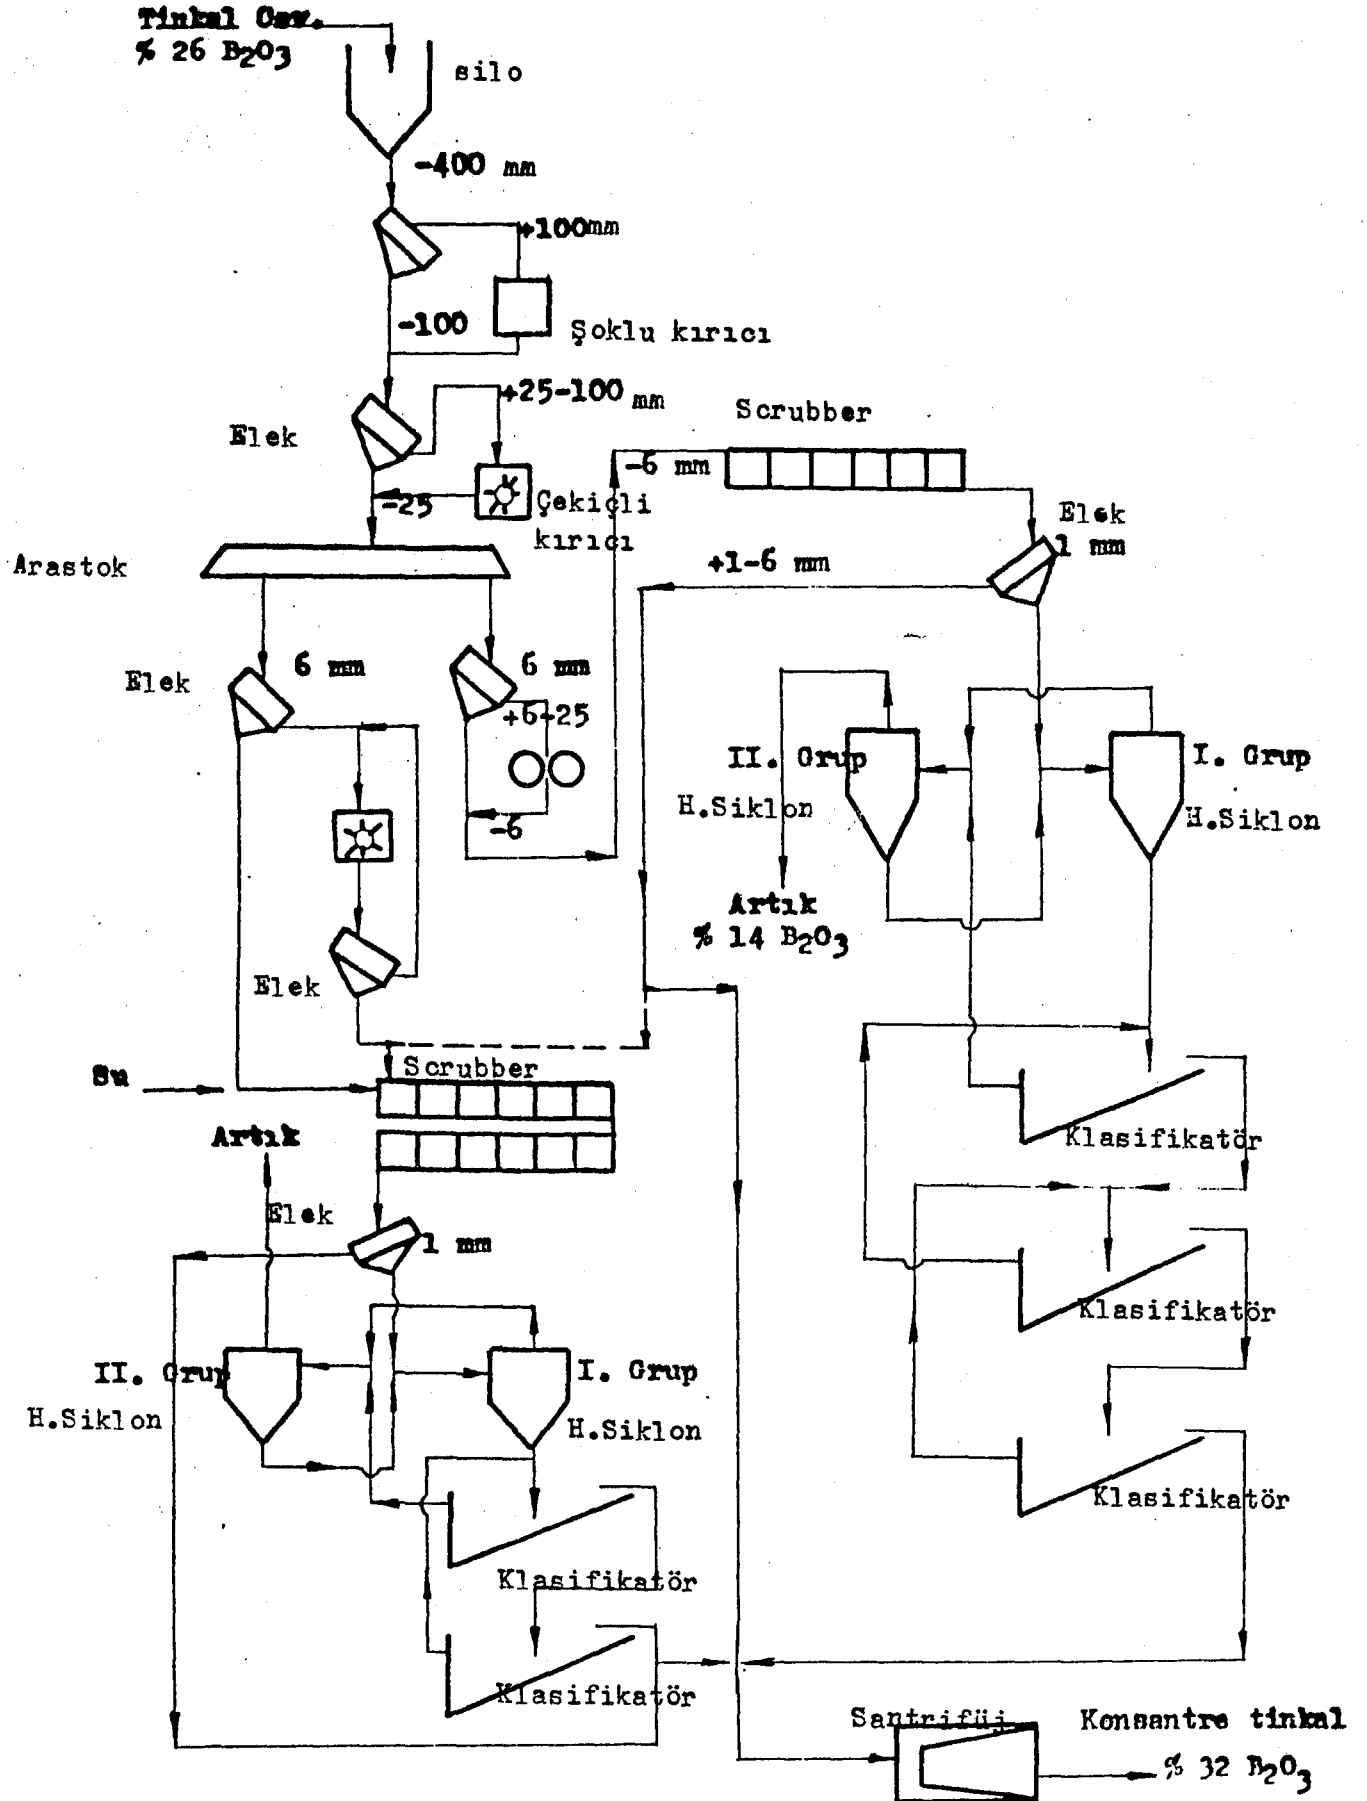 Tinkal Cev.
% 26 B2O3
silo
-400 mm
+100mm
-100
Şoklu kırıcı
+25-100 mm
Elek
Scrubber
-6 mm
-25
Çekiçli
kırıcı
Elek
1 mm
Arastok
+1-6 mm
6 mm
Elek
6 mm
+6-25
-6
II. Grup
H.Siklon
I. Grup
H.Siklon
Artık
% 14 B2O3
Elek
Su
Scrubber
Artık
Klasifikatör
Elek
1 mm
Klasifikatör
II. Grup
H.Siklon
I. Grup
H.Siklon
Klasifikatör
Klasifikatör
Klasifikatör
Santrifüj
Konsantre tinkal
% 32 B2O3